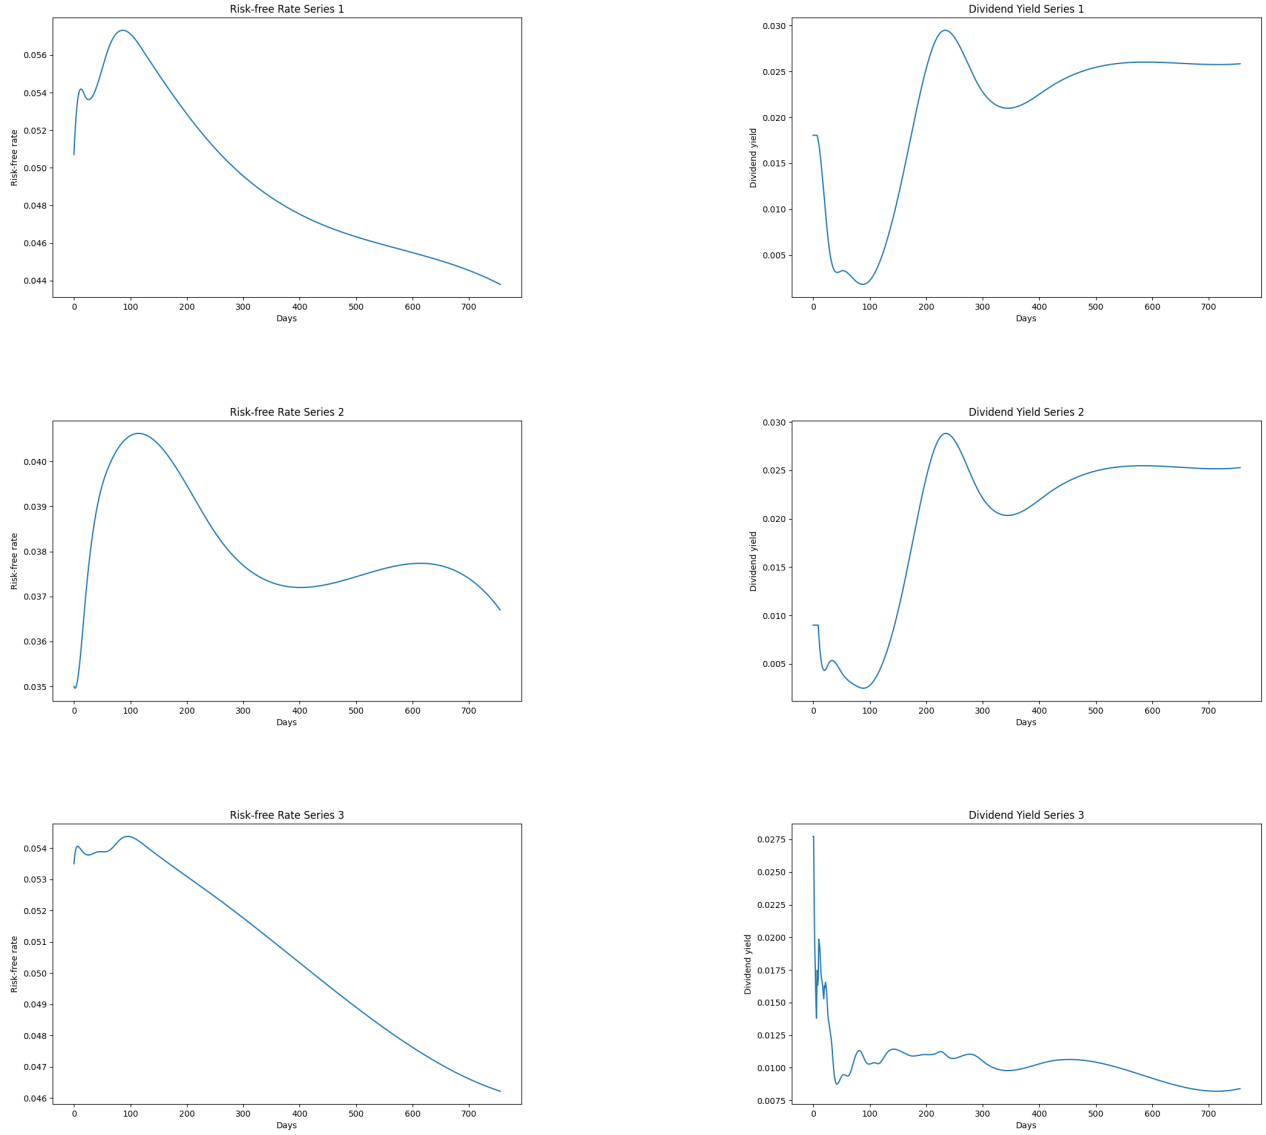 Risk-free Rate Series 1
0.056
0.054
0.052
0.050
0.048
0.046
0.044
Risk-free rate
0 100 200 300 400 500 600 700
Days
Dividend Yield Series 1
0.030
0.025
0.020
0.015
0.010
0.005
Dividend yield
0 100 200 300 400 500 600 700
Days
Risk-free Rate Series 2
0.040
0.039
0.038
0.037
0.036
0.035
Risk-free rate
0 100 200 300 400 500 600 700
Days
Dividend Yield Series 2
0.030
0.025
0.020
0.015
0.010
0.005
Dividend yield
0 100 200 300 400 500 600 700
Days
Risk-free Rate Series 3
0.054
0.053
0.052
0.051
0.050
0.049
0.048
0.047
0.046
Risk-free rate
0 100 200 300 400 500 600 700
Days
Dividend Yield Series 3
0.0275
0.0250
0.0225
0.0200
0.0175
0.0150
0.0125
0.0100
0.0075
Dividend yield
0 100 200 300 400 500 600 700
Days